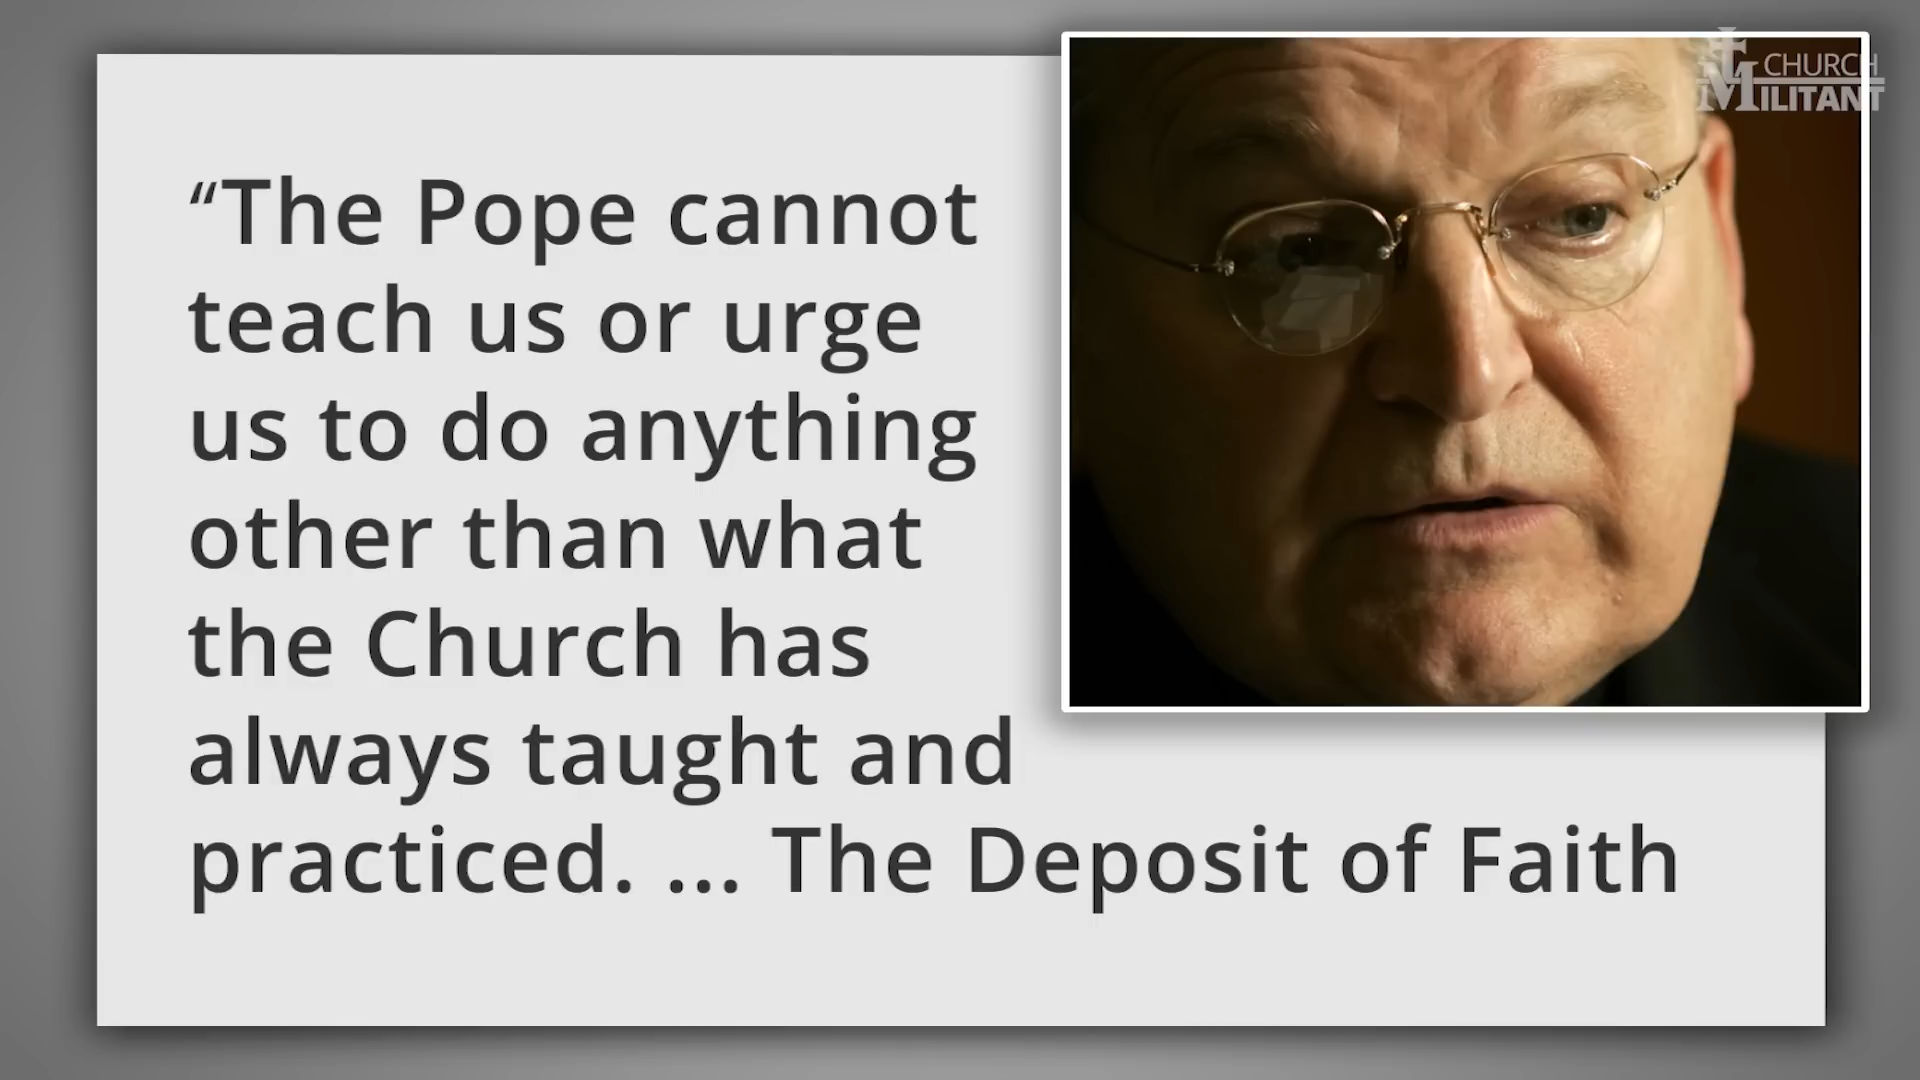 CHURCH
MILITANT
“The Pope cannot
teach us or urge
us to do anything
other than what
the Church has
always taught and
practiced. ... The Deposit of Faith